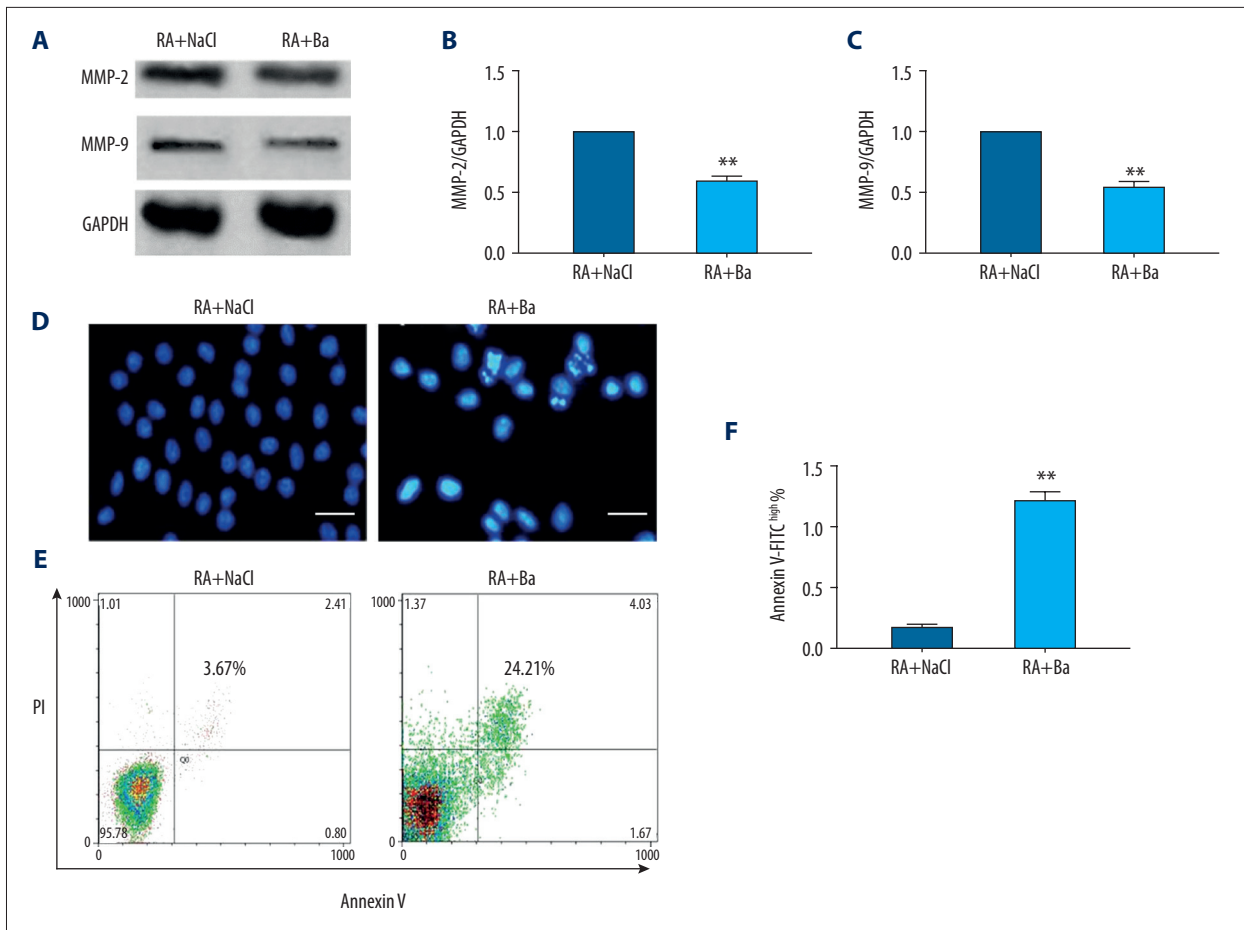 A
RA+NaCl RA+Ba
MMP-2
MMP-9
GAPDH
B
MMP-2/GAPDH
1.5
1.0
0.5
0.0
**
RA+NaCl RA+Ba
C
MMP-9/GAPDH
1.5
1.0
0.5
0.0
**
RA+NaCl RA+Ba
D
RA+NaCl RA+Ba
E
RA+NaCl RA+Ba
PI
1000
1.01 2.41
3.67%
Q0
95.78 0.80
0
0 1000
1000
1.37 4.03
24.21%
1.67
0
0 1000
Annexin V
F
Annexin V-FITC high%
1.5
1.0
0.5
0.0
**
RA+NaCl RA+Ba